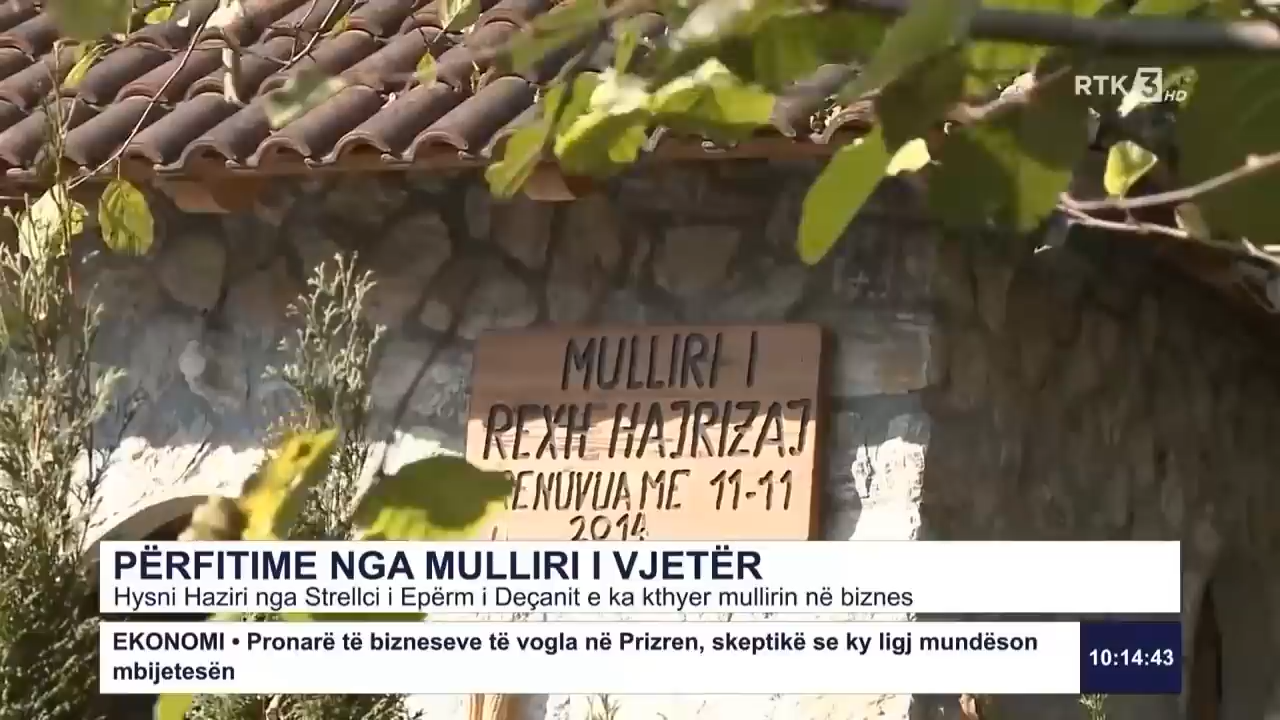 RTK 3 HD
MULLIRI I
REXH HAJRIZAJ
11-11
2014
PËRFITIME NGA MULLIRI I VJETËR
Hysni Haziri nga Strellci i Epërm i Deçanit e ka kthyer mullirin në biznes
EKONOMI • Pronarë të bizneseve të vogla në Prizren, skeptikë se ky ligj mundëson
mbijetesën
10:14:43